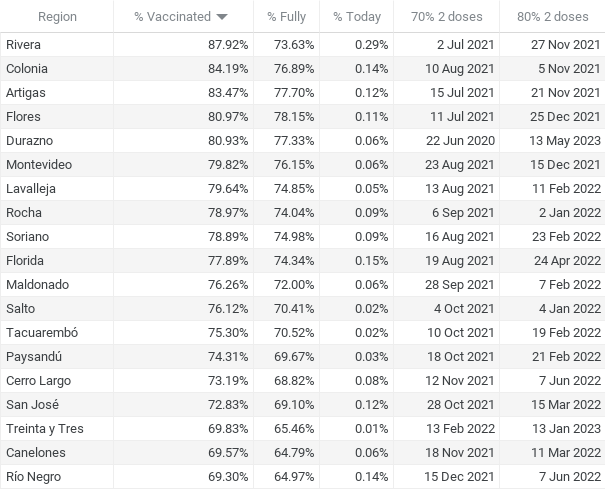 Region % Vaccinated % Fully % Today 70% 2 doses 80% 2 doses
Rivera 87.92% 73.63% 0.29% 2 Jul 2021 27 Nov 2021
Colonia 84.19% 76.89% 0.14% 10 Aug 2021 5 Nov 2021
Artigas 83.47% 77.70% 0.12% 15 Jul 2021 21 Nov 2021
Flores 80.97% 78.15% 0.11% 11 Jul 2021 25 Dec 2021
Durazno 80.93% 77.33% 0.06% 22 Jun 2020 13 May 2023
Montevideo 79.82% 76.15% 0.06% 23 Aug 2021 15 Dec 2021
Lavalleja 79.64% 74.85% 0.05% 13 Aug 2021 11 Feb 2022
Rocha 78.97% 74.04% 0.09% 6 Sep 2021 2 Jan 2022
Soriano 78.89% 74.98% 0.09% 16 Aug 2021 23 Feb 2022
Florida 77.89% 74.34% 0.15% 19 Aug 2021 24 Apr 2022
Maldonado 76.26% 72.00% 0.06% 28 Sep 2021 7 Feb 2022
Salto 76.12% 70.41% 0.02% 4 Oct 2021 4 Jan 2022
Tacuarembó 75.30% 70.52% 0.02% 10 Oct 2021 19 Feb 2022
Paysandú 74.31% 69.67% 0.03% 18 Oct 2021 21 Feb 2022
Cerro Largo 73.19% 68.82% 0.08% 12 Nov 2021 7 Jun 2022
San José 72.83% 69.10% 0.12% 28 Oct 2021 15 Mar 2022
Treinta y Tres 69.83% 65.46% 0.01% 13 Feb 2022 13 Jan 2023
Canelones 69.57% 64.79% 0.06% 18 Nov 2021 11 Mar 2022
Río Negro 69.30% 64.97% 0.14% 15 Dec 2021 7 Jun 2022